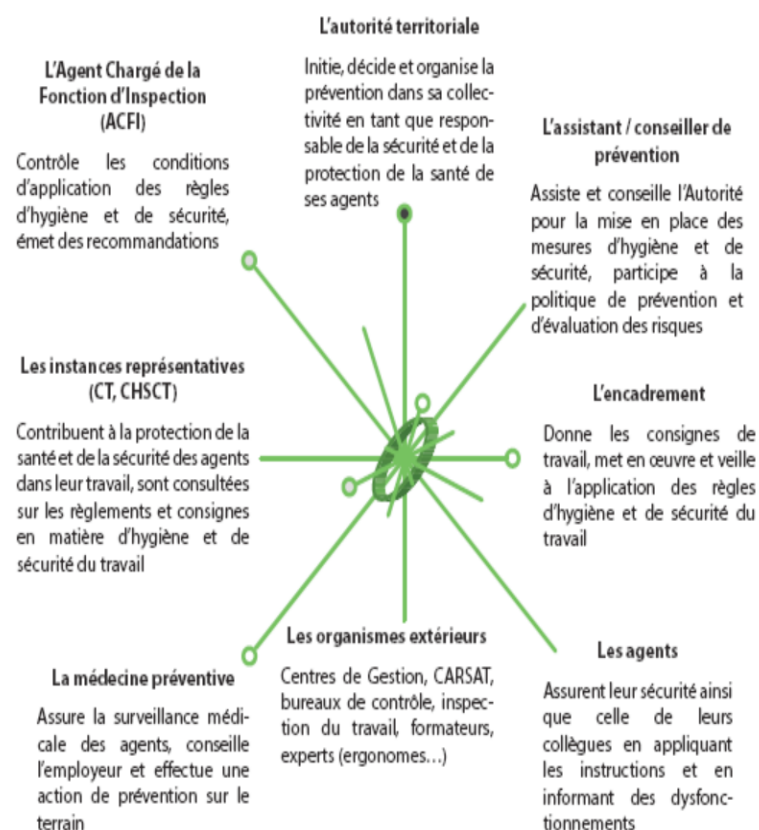 L'autorité territoriale
Initie, décide et organise la
prévention dans sa collec-
tivité en tant que respon-
sable de la sécurité et de la
protection de la santé de
ses agents
L'Agent Chargé de la
Fonction d'Inspection
(ACFI)
Contrôle les conditions
d'application des règles
d'hygiène et de sécurité,
émet des recommandations
L'assistant / conseiller de
prévention
Assiste et conseille l'Autorité
pour la mise en place des
mesures d'hygiène et de
sécurité, participe à la
politique de prévention et
d'évaluation des risques
Les instances représentatives
(CT, CHSCT)
Contribuent à la protection de la
santé et de la sécurité des agents
dans leur travail, sont consultées
sur les règlements et consignes
en matière d'hygiène et de
sécurité du travail
L'encadrement
Donne les consignes de
travail, met en œuvre et veille
à l'application des règles
d'hygiène et de sécurité du
travail
La médecine préventive
Assure la surveillance médi-
cale des agents, conseille
l'employeur et effectue une
action de prévention sur le
terrain
Les organismes extérieurs
Centres de Gestion, CARSAT,
bureaux de contrôle, inspec-
tion du travail, formateurs,
experts (ergonomes...)
Les agents
Assurent leur sécurité ainsi
que celle de leurs
collègues en appliquant
les instructions et en
informant des dysfonc-
tionnements